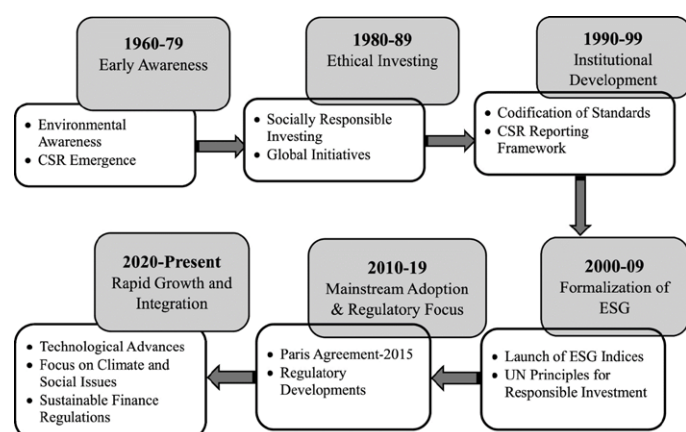 1960-79
Early Awareness
• Environmental
Awareness
• CSR Emergence
1980-89
Ethical Investing
• Socially Responsible
Investing
• Global Initiatives
1990-99
Institutional
Development
• Codification of Standards
• CSR Reporting
Framework
2000-09
Formalization of
ESG
• Launch of ESG Indices
• UN Principles for
Responsible Investment
2010-19
Mainstream Adoption
& Regulatory Focus
• Paris Agreement-2015
• Regulatory
Developments
2020-Present
Rapid Growth and
Integration
• Technological Advances
• Focus on Climate and
Social Issues
• Sustainable Finance
Regulations